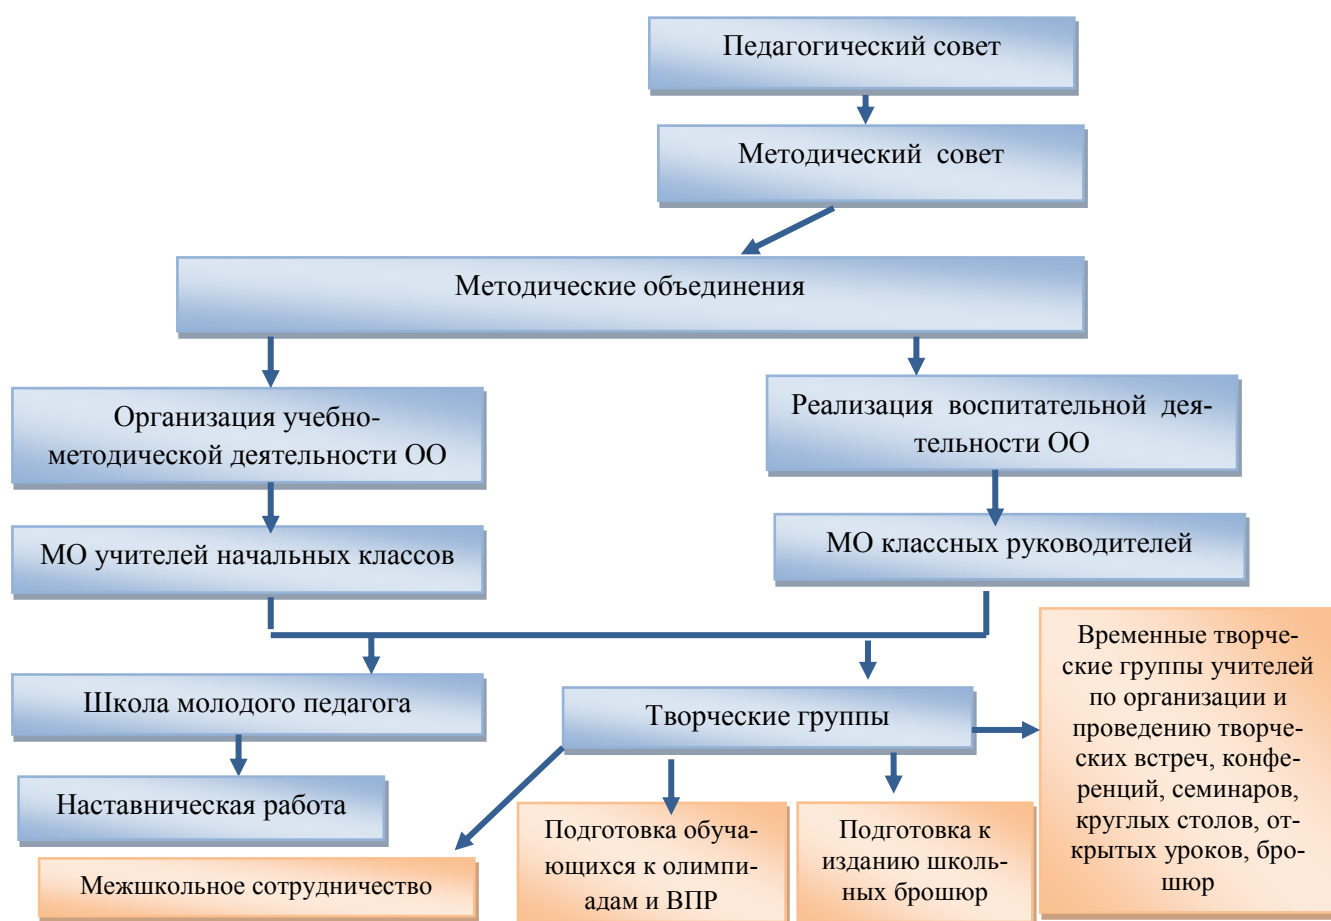 Педагогический совет
Методический совет
Методические объединения
Организация учебно-
методической деятельности ОО
Реализация воспитательной дея-
тельности ОО
МО учителей начальных классов
МО классных руководителей
Школа молодого педагога
Творческие группы
Временные творче-
ские группы учителей
по организации и
проведению творче-
ских встреч, конфе-
ренций, семинаров,
круглых столов, от-
крытых уроков, бро-
шюр
Наставническая работа
Межшкольное сотрудничество
Подготовка обуча-
ющихся к олимпи-
адам и ВПР
Подготовка к
изданию школь-
ных брошюр